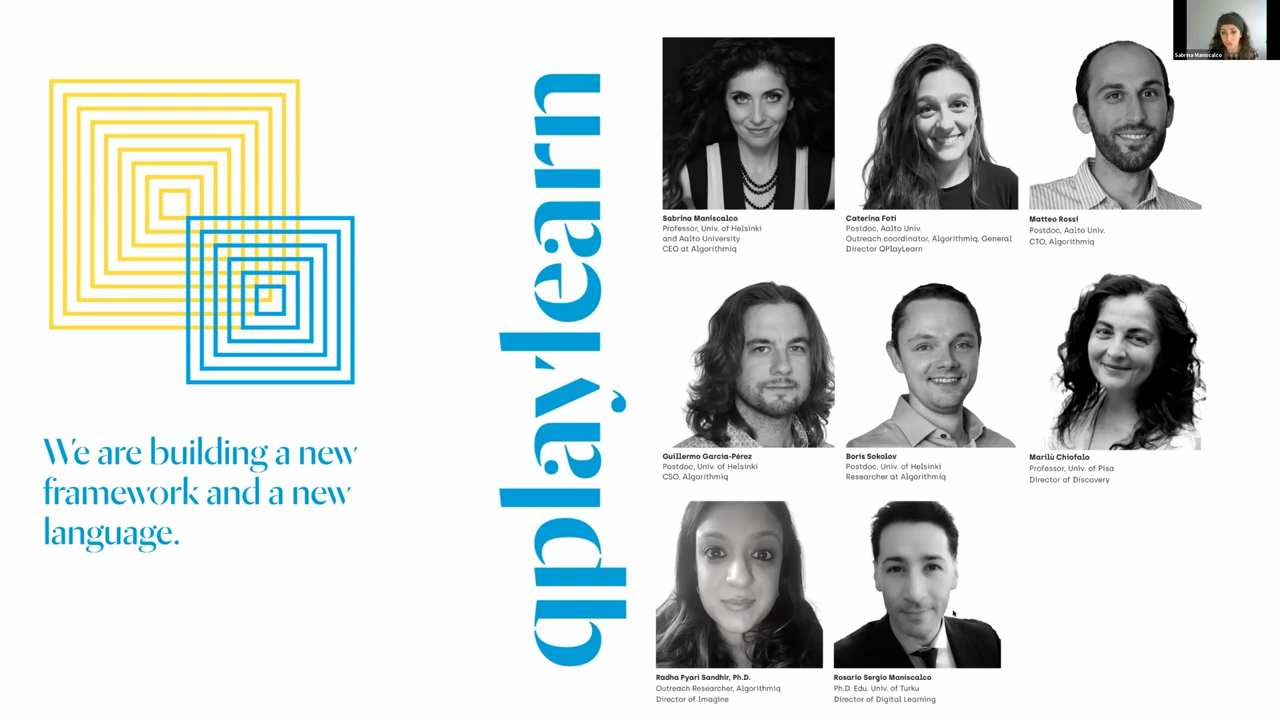 We are building a new
framework and a new
language.
qplaylearn
Sabrina Maniscalco
Sabrina Maniscalco
Professor, Univ. of Helsinki
and Aalto University
CEO at Algorithmiq
Caterina Foti
Postdoc, Aalto Univ.
Outreach coordinator, Algorithmiq, General
Director QPlayLearn
Matteo Rossi
Postdoc, Aalto Univ.
CTO, Algorithmiq
Guillermo García-Pérez
Postdoc, Univ. of Helsinki
CSO, Algorithmiq
Boris Sokolov
Postdoc, Univ. of Helsinki
Researcher at Algorithmiq
Marilù Chiofalo
Professor, Univ. of Pisa
Director of Discovery
Radha Pyari Sandhir, Ph.D.
Outreach Researcher, Algorithmiq
Director of Imagine
Rosario Sergio Maniscalco
Ph.D. Edu. Univ. of Turku
Director of Digital Learning